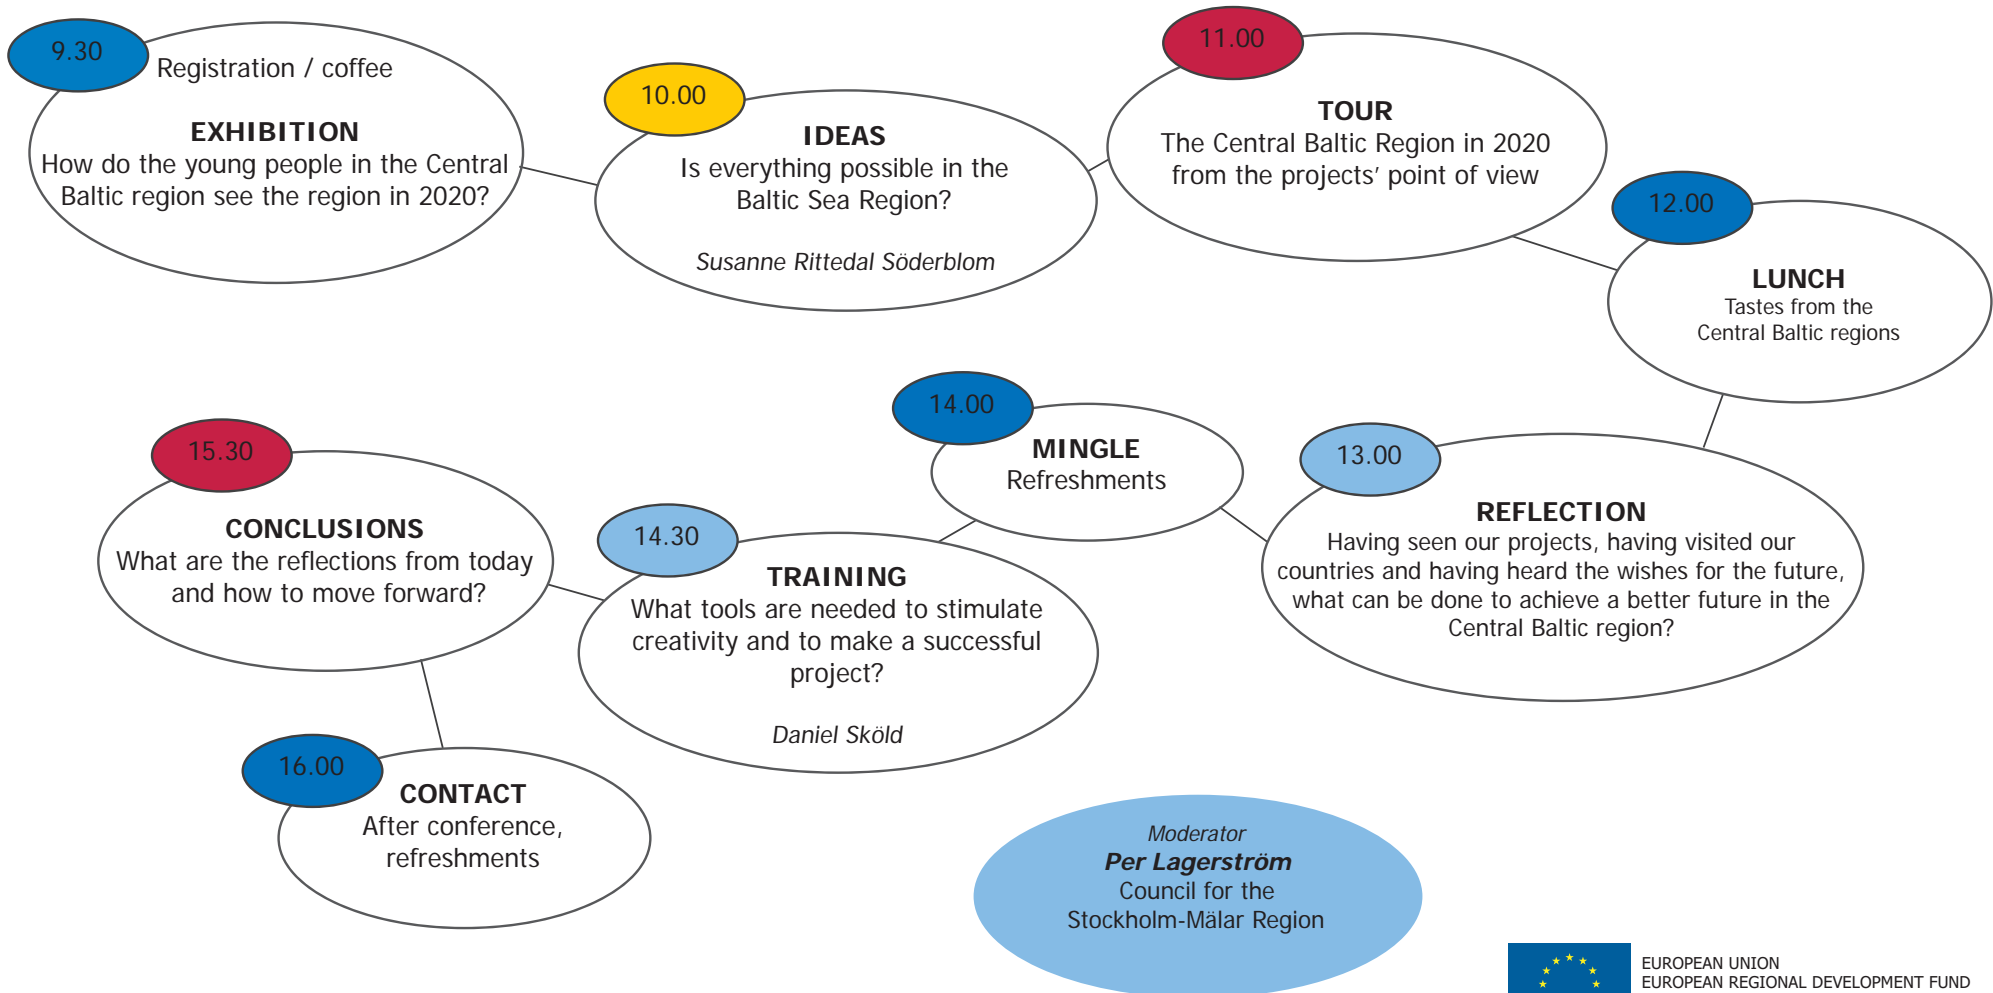 9.30
Registration / coffee
EXHIBITION
How do the young people in the Central
Baltic region see the region in 2020?
10.00
IDEAS
Is everything possible in the
Baltic Sea Region?
Susanne Rittedal Söderblom
11.00
TOUR
The Central Baltic Region in 2020
from the projects' point of view
12.00
LUNCH
Tastes from the
Central Baltic regions
13.00
REFLECTION
Having seen our projects, having visited our
countries and having heard the wishes for the future,
what can be done to achieve a better future in the
Central Baltic region?
14.00
MINGLE
Refreshments
14.30
TRAINING
What tools are needed to stimulate
creativity and to make a successful
project?
Daniel Sköld
15.30
CONCLUSIONS
What are the reflections from today
and how to move forward?
16.00
CONTACT
After conference,
refreshments
Moderator
Per Lagerström
Council for the
Stockholm-Mälar Region
EUROPEAN UNION
EUROPEAN REGIONAL DEVELOPMENT FUND